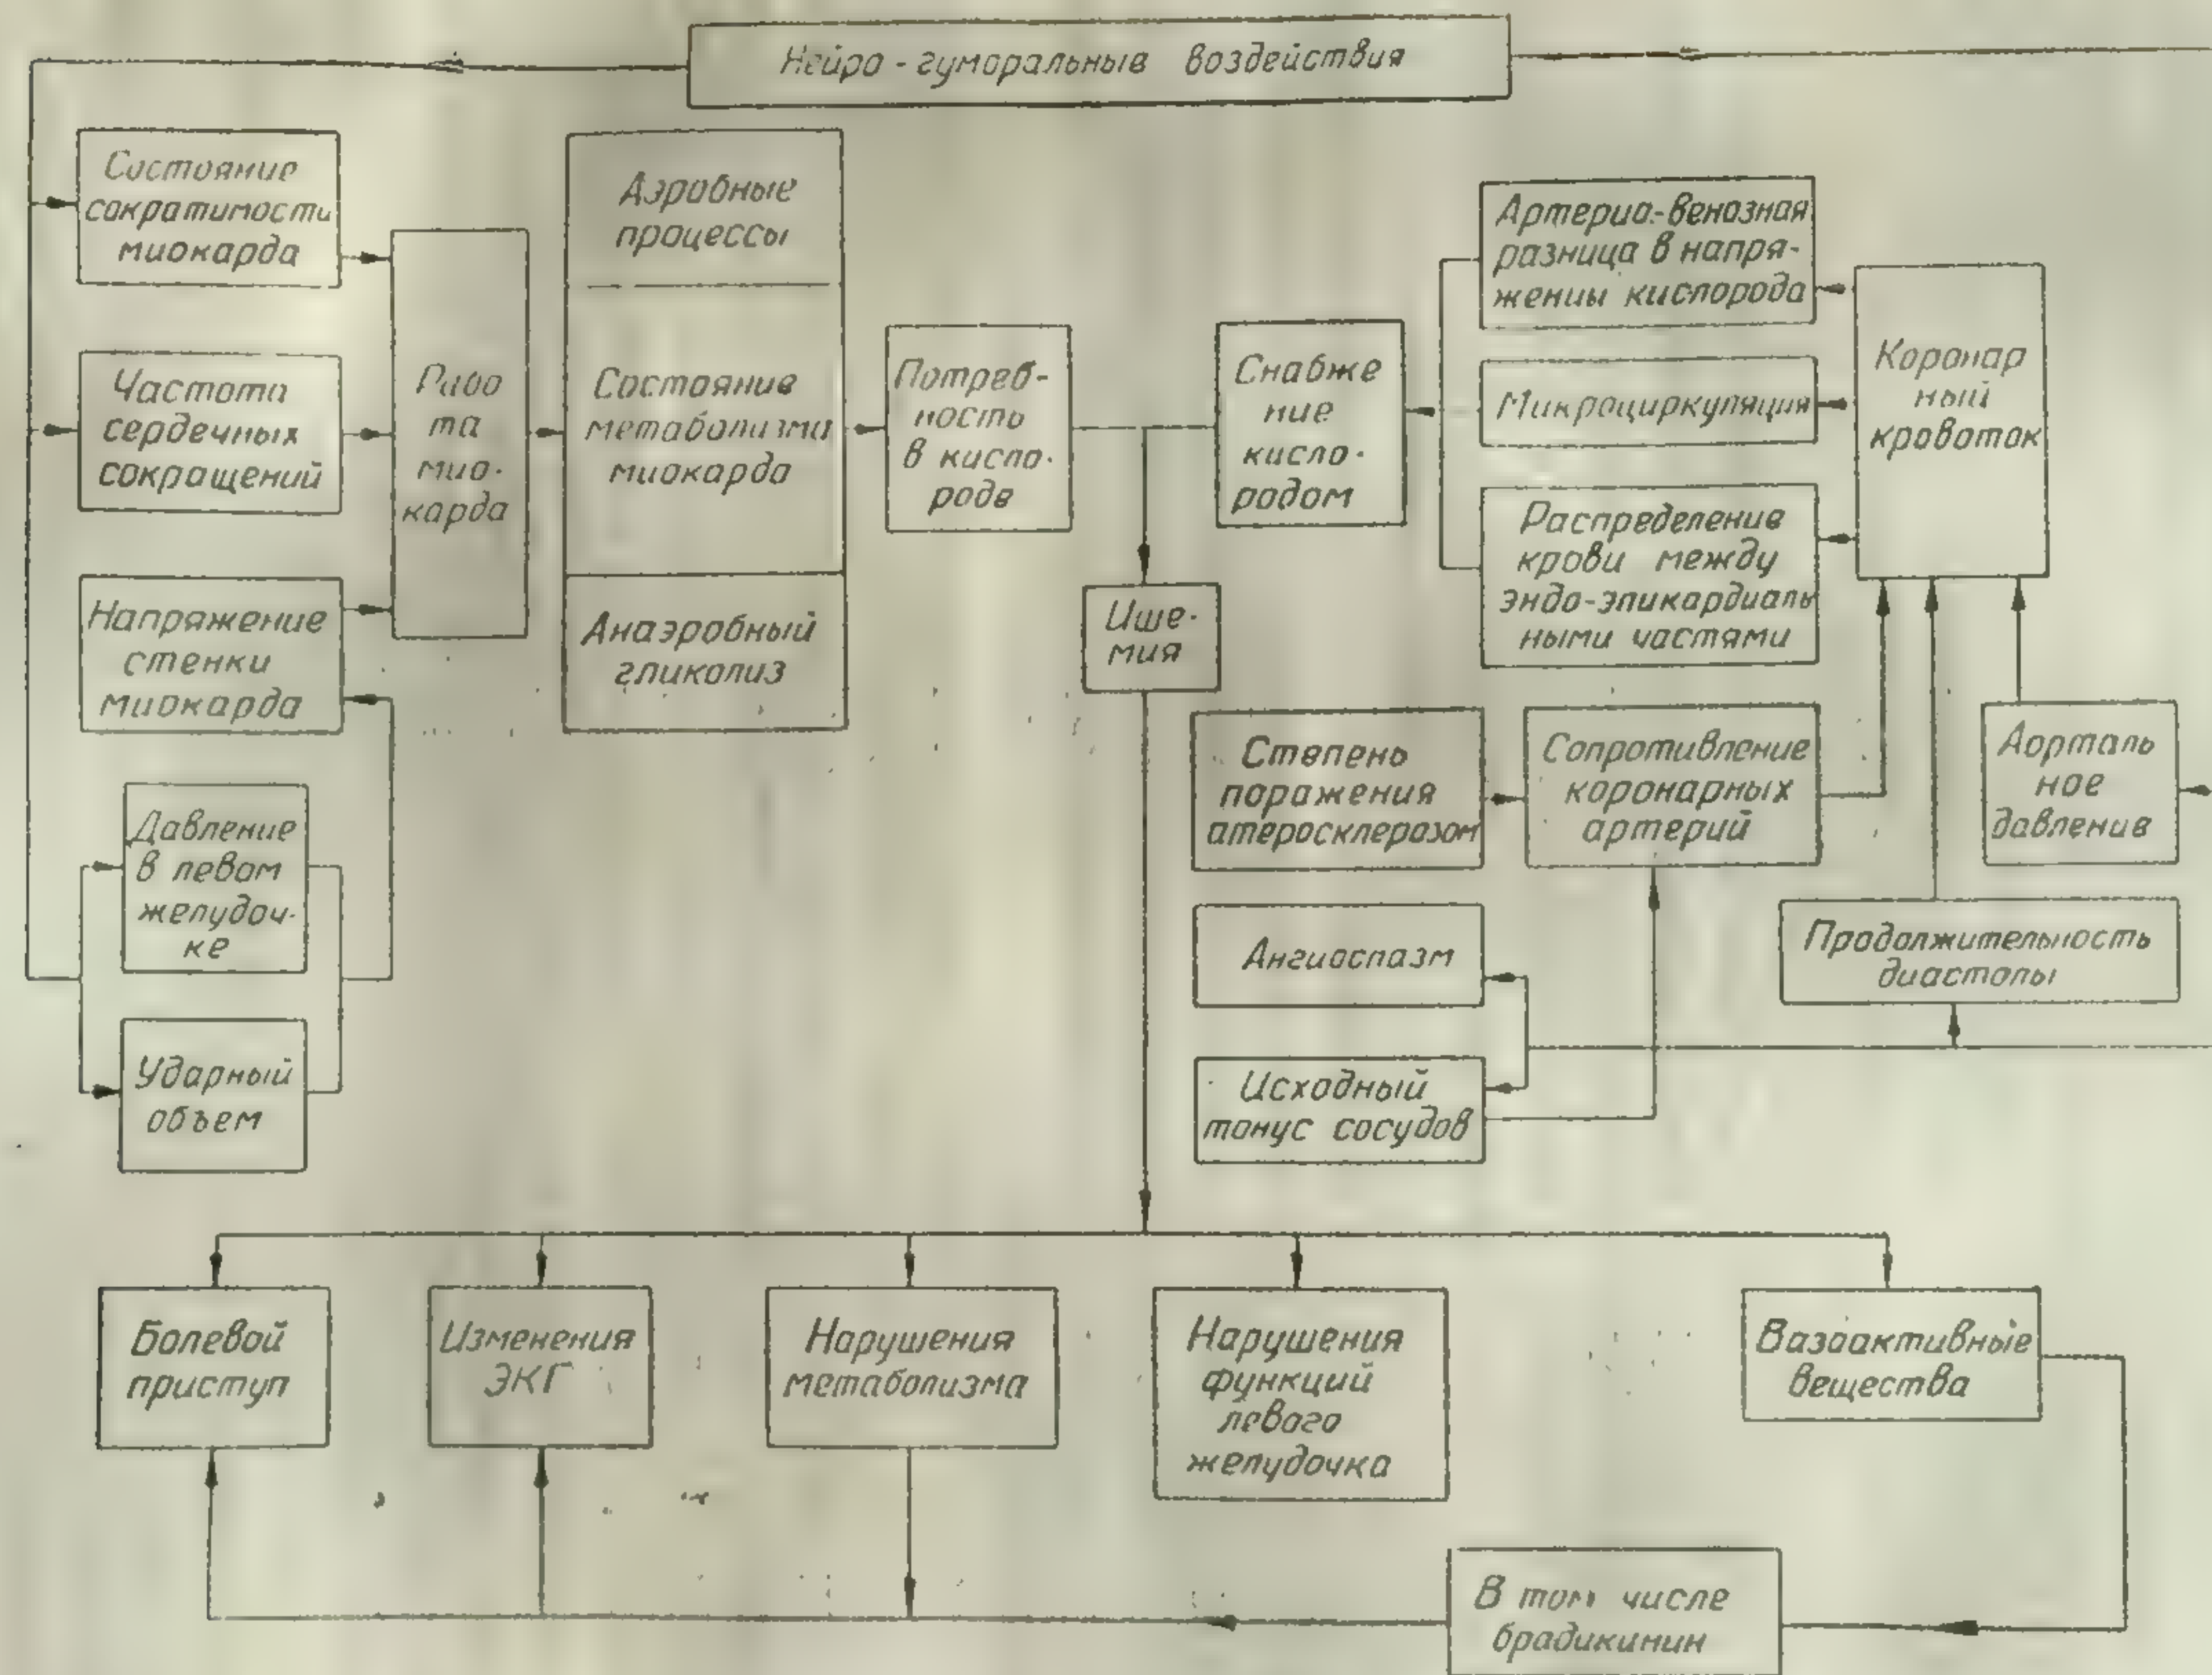 Нейро - гуморальные воздействия
Состояние
сократимости
миокарда
Частота
сердечных
сокращений
Напряжение
стенки
миокарда
Давление
в левом
желудоч-
ке
Ударный
объем
Рабо
та
мио-
карда
Аэробные
процессы
Состояние
метаболизма
миокарда
Анаэробный
гликолиз
Потреб-
ность
в кисло-
роде
Снабже
ние
кисло-
родом
Ише-
мия
Артерио-венозная
разница в напря-
жении кислорода
Микроциркуляция
Распределение
крови между
эндо-эпикардиаль
ными частями
Коронар
ный
кровоток
Степень
поражения
атеросклерозом
Сопротивление
коронарных
артерий
Аорталь
ное
давление
Ангиоспазм
Продолжительность
диастолы
Исходный
тонус сосудов
Болевой
приступ
Изменения
ЭКГ
Нарушения
метаболизма
Нарушения
функций
левого
желудочка
Вазоактивные
вещества
В том числе
брадикинин